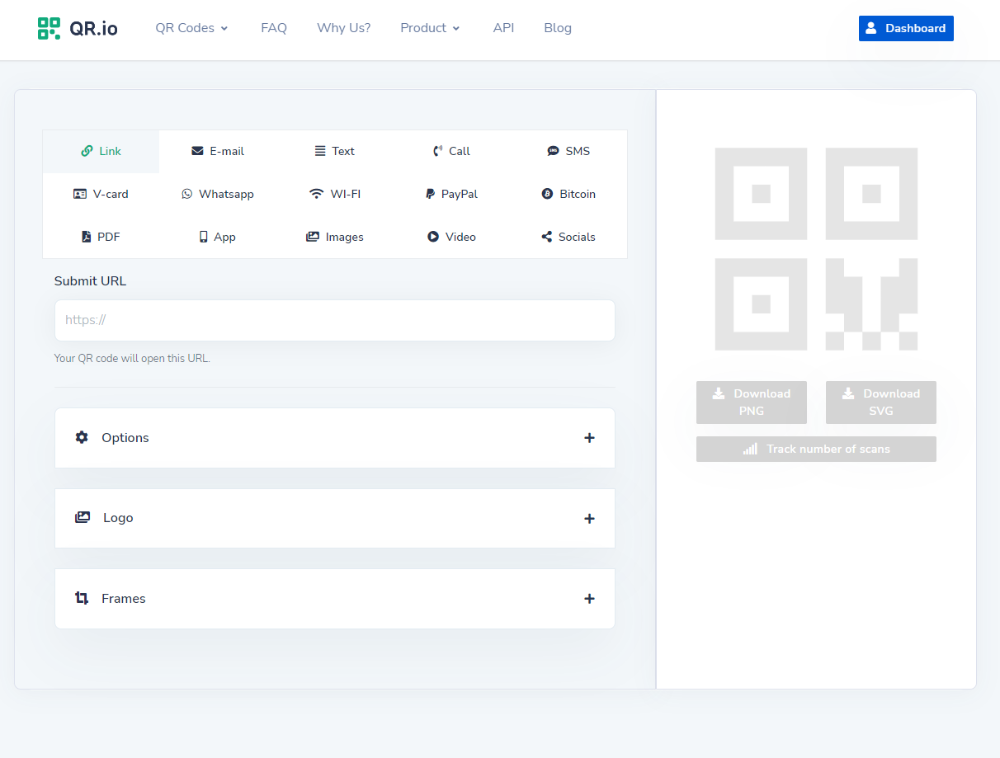 QR.io QR Codes FAQ Why Us? Product API Blog Dashboard
Link E-mail Text Call SMS
V-card Whatsapp WI-FI PayPal Bitcoin
PDF App Images Video Socials
Submit URL
https://
Your QR code will open this URL.
Options
Logo
Frames
Download PNG
Download SVG
Track number of scans